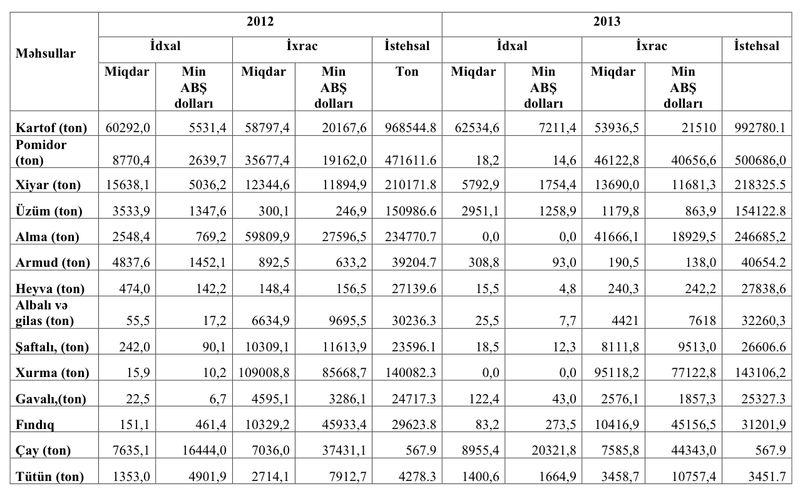 2012 2013
Məhsullar İdxal İxrac İstehsal İdxal İxrac İstehsal
Miqdar Min ABŞ dolları Miqdar Min ABŞ dolları Ton Miqdar Min ABŞ dolları Miqdar Min ABŞ dolları
Kartof (ton) 60292,0 5531,4 58797,4 20167,6 968544.8 62534,6 7211,4 53936,5 21510 992780.1
Pomidor
(ton) 8770,4 2639,7 35677,4 19162,0 471611.6 18,2 14,6 46122,8 40656,6 500686,0
Xiyar (ton) 15638,1 5036,2 12344,6 11894,9 210171.8 5792,9 1754,4 13690,0 11681,3 218325.5
Üzüm (ton) 3533,9 1347,6 300,1 246,9 150986.6 2951,1 1258,9 1179,8 863,9 154122.8
Alma (ton) 2548,4 769,2 59809,9 27596,5 234770.7 0,0 0,0 41666,1 18929,5 246685,2
Armud (ton) 4837,6 1452,1 892,5 633,2 39204.7 308,8 93,0 190,5 138,0 40654.2
Heyva (ton) 474,0 142,2 148,4 156,5 27139.6 15,5 4,8 240,3 242,2 27838,6
Albalı və
gilas (ton) 55,5 17,2 6634,9 9695,5 30236.3 25,5 7,7 4421 7618 32260,3
Şaftalı, (ton) 242,0 90,1 10309,1 11613,9 23596.1 18,5 12,3 8111,8 9513,0 26606.6
Xurma (ton) 15,9 10,2 109008,8 85668,7 140082.3 0,0 0,0 95118,2 77122,8 143106,2
Gavalı,(ton) 22,5 6,7 4595,1 3286,1 24717.3 122,4 43,0 2576,1 1857,3 25327.3
Fındıq 151,1 461,4 10329,2 45933,4 29623.8 83,2 273,5 10416,9 45156,5 31201,9
Çay (ton) 7635,1 16444,0 7036,0 37431,1 567.9 8955,4 20321,8 7585,8 44343,0 567.9
Tütün (ton) 1353,0 4901,9 2714,1 7912,7 4278.3 1400,6 1664,9 3458,7 10757,4 3451.7